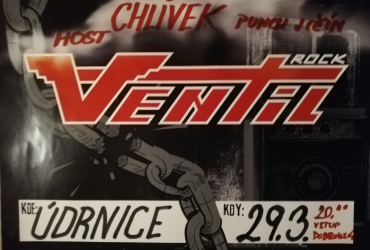 CHLÍVEK
HOST PUNCH JIČÍN
VENTIL
ROCK
KDE: ÚDRNICE
KDY: 29.3. 20.00
VSTUP
DOBROVOLNÝ